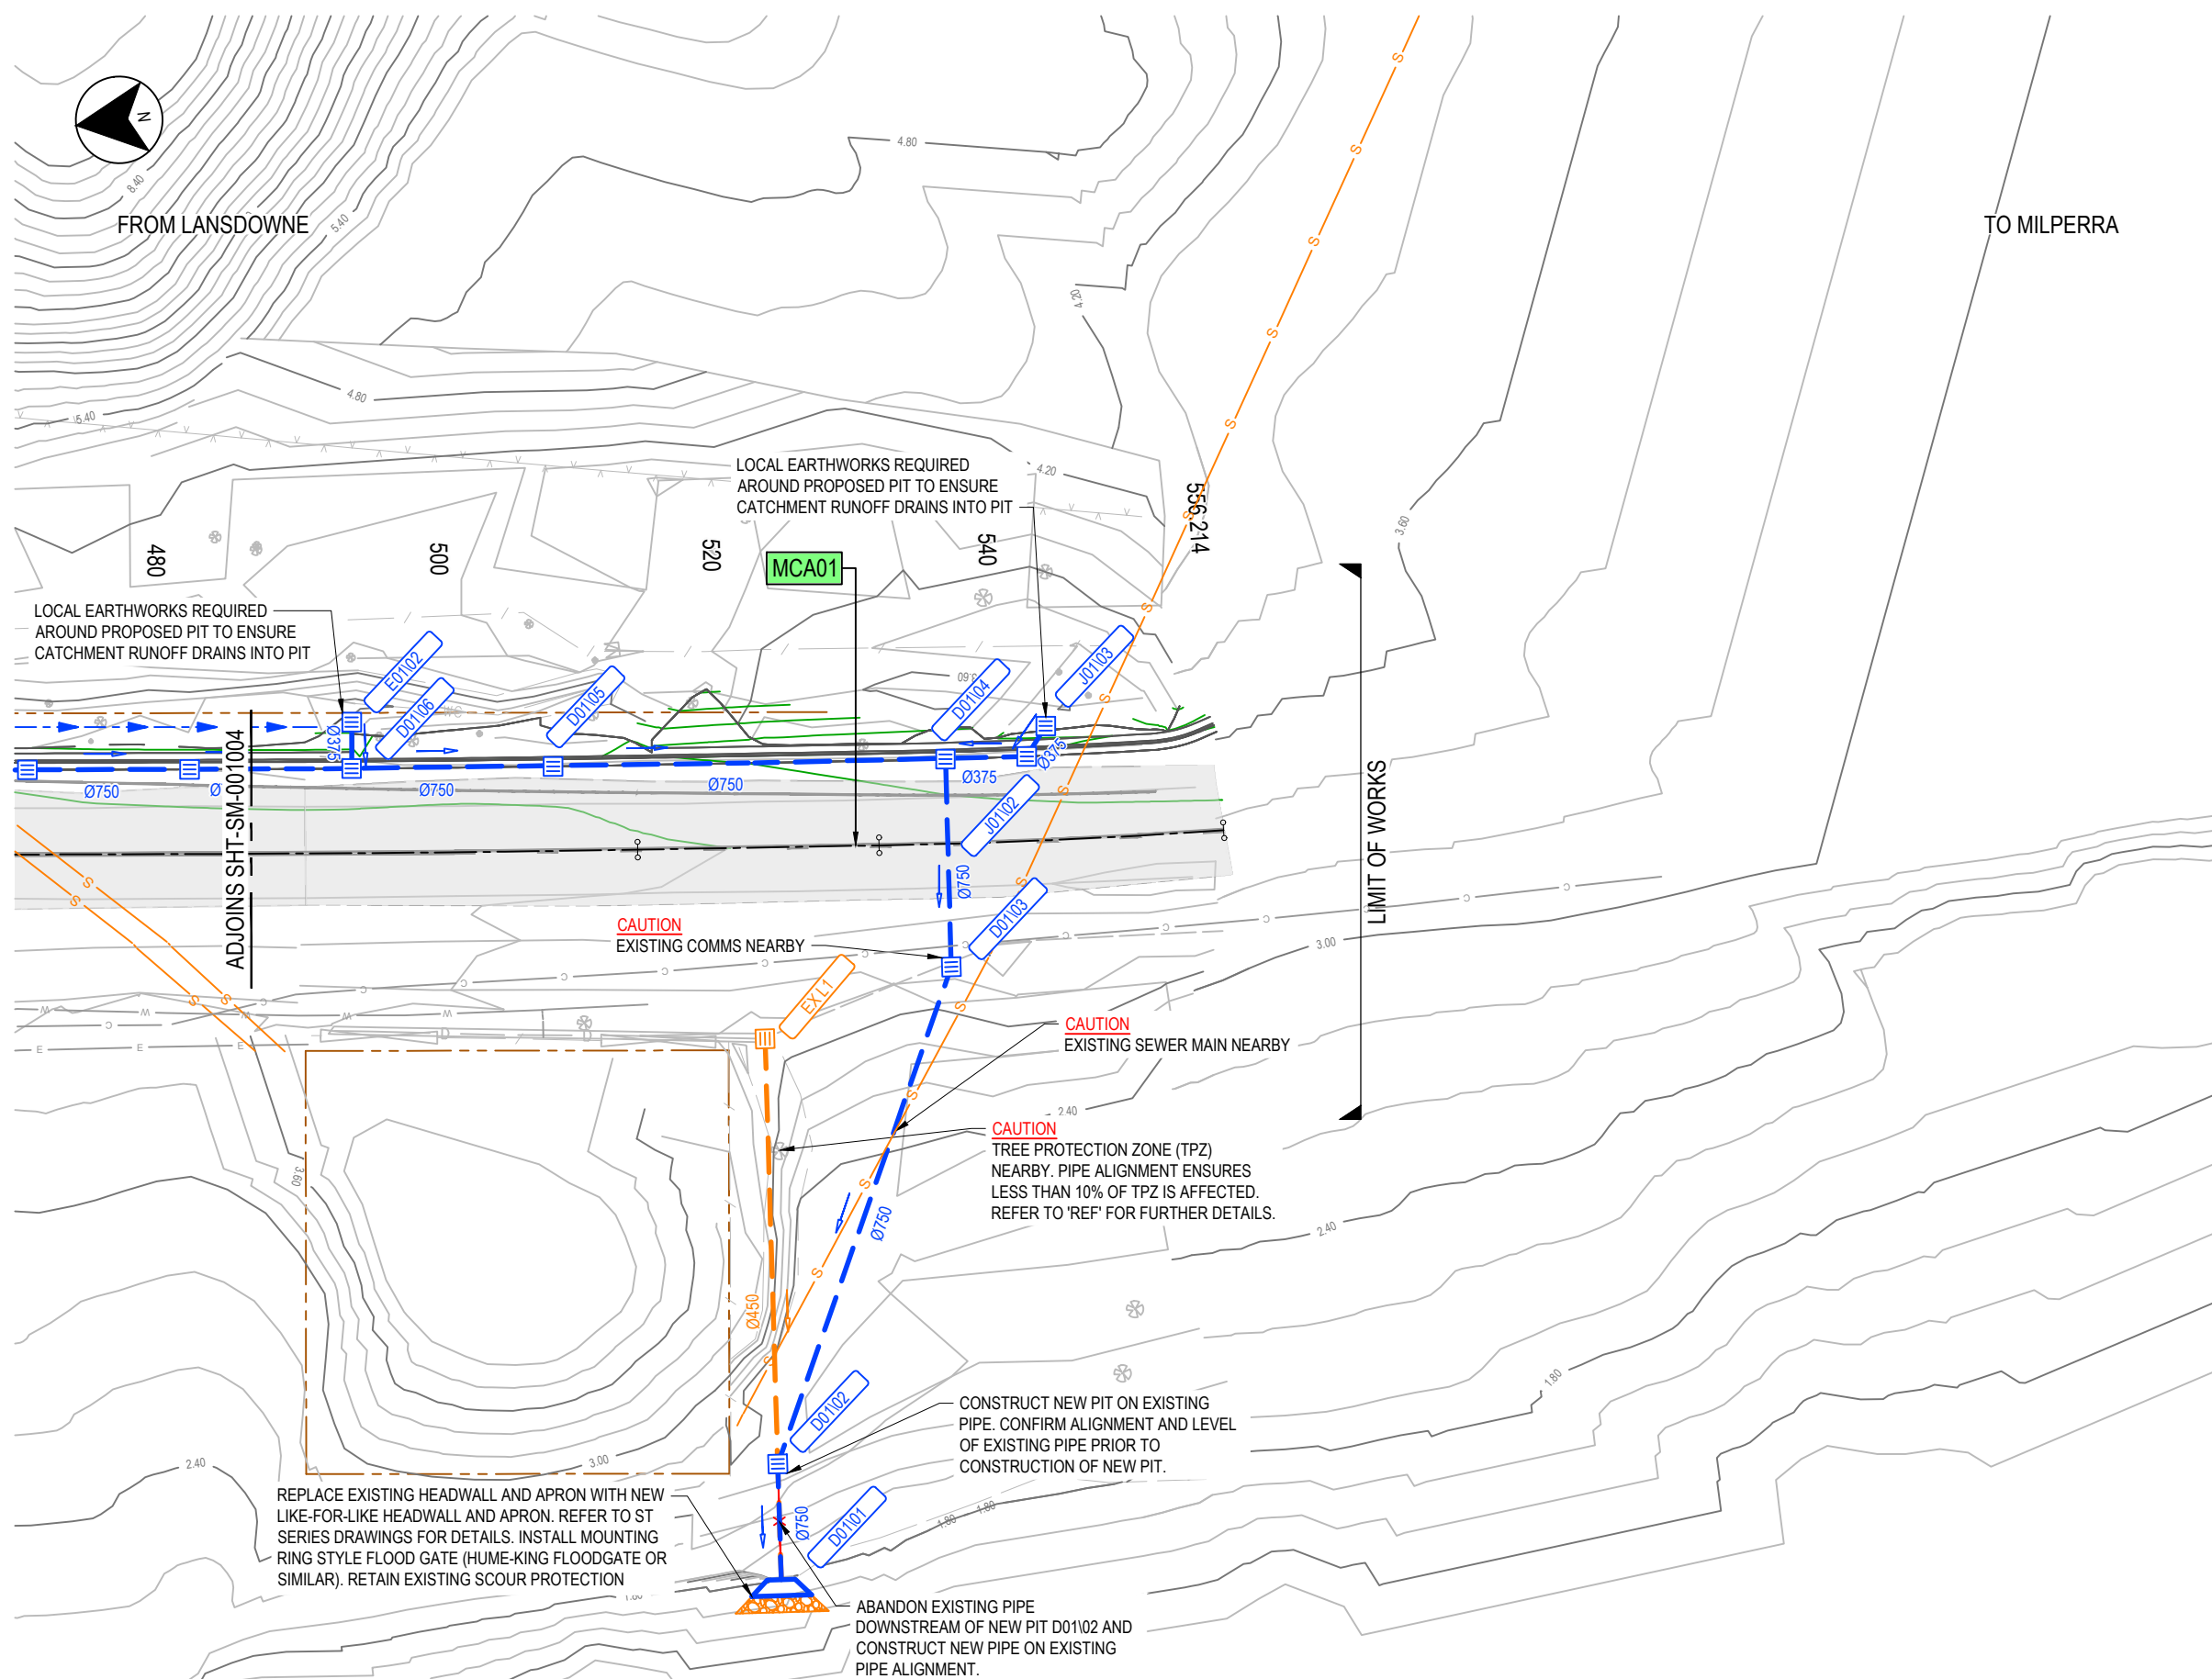 N
4.80
8.40
FROM LANSDOWNE
5.40
TO MILPERRA
4.20
4.80
5.40
LOCAL EARTHWORKS REQUIRED
AROUND PROPOSED PIT TO ENSURE
CATCHMENT RUNOFF DRAINS INTO PIT
4.20
556.214
3.60
480
500
520
540
MCA01
LOCAL EARTHWORKS REQUIRED
AROUND PROPOSED PIT TO ENSURE
CATCHMENT RUNOFF DRAINS INTO PIT
E01\02
D01\06
D01\05
3.60
D01\04
J01\03
Ø375
Ø375
Ø375
Ø750
Ø
Ø750
Ø750
ADJOINS SHT-SM-001004
J01\02
LIMIT OF WORKS
Ø750
D01\03
CAUTION
EXISTING COMMS NEARBY
3.00
EX L1
CAUTION
EXISTING SEWER MAIN NEARBY
2.40
CAUTION
TREE PROTECTION ZONE (TPZ)
NEARBY. PIPE ALIGNMENT ENSURES
LESS THAN 10% OF TPZ IS AFFECTED.
REFER TO 'REF' FOR FURTHER DETAILS.
3.60
Ø750
2.40
Ø450
1.80
D01\02
CONSTRUCT NEW PIT ON EXISTING
PIPE. CONFIRM ALIGNMENT AND LEVEL
OF EXISTING PIPE PRIOR TO
CONSTRUCTION OF NEW PIT.
2.40
3.00
REPLACE EXISTING HEADWALL AND APRON WITH NEW
LIKE-FOR-LIKE HEADWALL AND APRON. REFER TO ST
SERIES DRAWINGS FOR DETAILS. INSTALL MOUNTING
RING STYLE FLOOD GATE (HUME-KING FLOODGATE OR
SIMILAR). RETAIN EXISTING SCOUR PROTECTION
Ø750
D01\01
1.80
1.80
1.80
ABANDON EXISTING PIPE
DOWNSTREAM OF NEW PIT D01\02 AND
CONSTRUCT NEW PIPE ON EXISTING
PIPE ALIGNMENT.